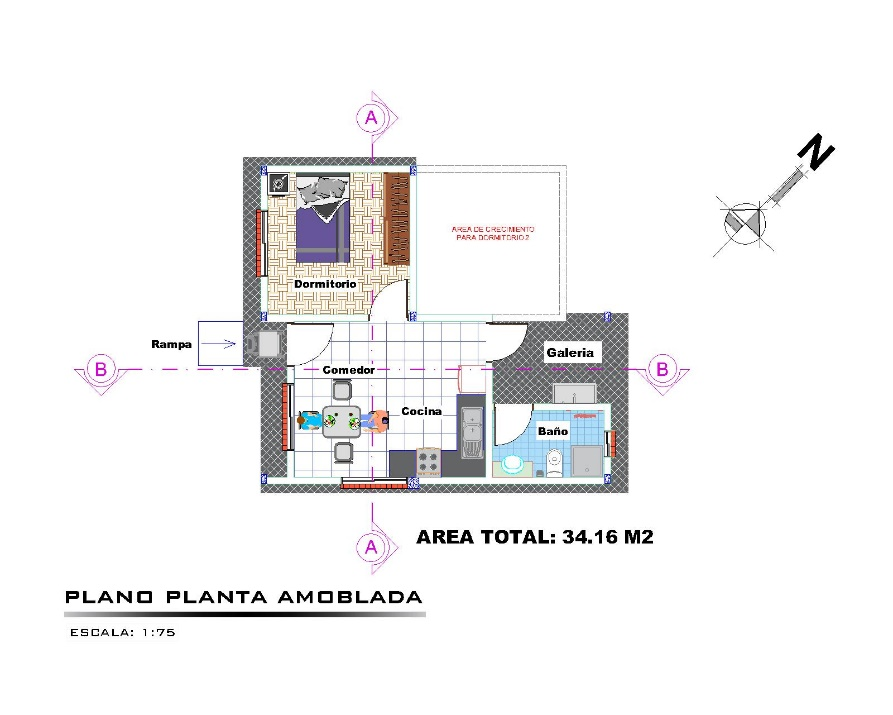 A
N
AREA DE CRECIMIENTO
PARA DORMITORIO 2
Dormitorio
Rampa
Galeria
B
B
Comedor
Cocina
Baño
A
AREA TOTAL: 34.16 M2
PLANO PLANTA AMOBLADA
ESCALA: 1:75